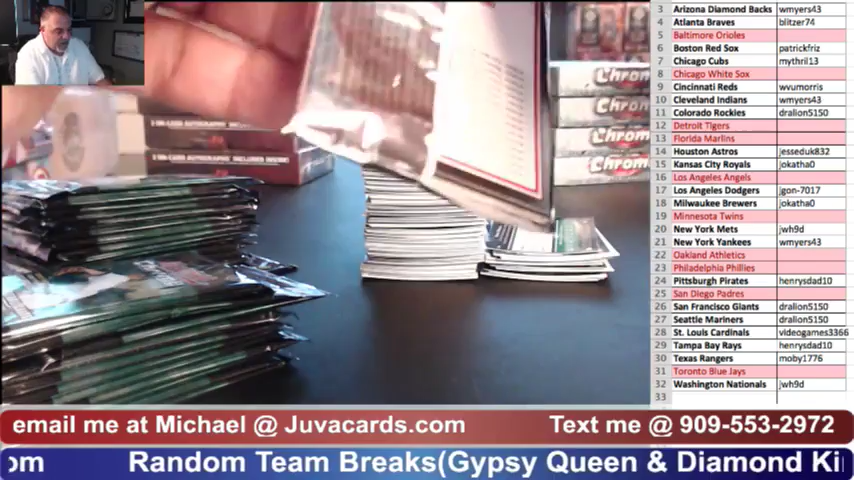 3 Arizona Diamond Backs wmyers43
4 Atlanta Braves blitzer74
5 Baltimore Orioles
6 Boston Red Sox patrickfriz
7 Chicago Cubs mythril13
8 Chicago White Sox
9 Cincinnati Reds wvumorris
10 Cleveland Indians wmyers43
11 Colorado Rockies dralion5150
12 Detroit Tigers
13 Florida Marlins
14 Houston Astros jesseduk832
15 Kansas City Royals jokatha0
16 Los Angeles Angels
17 Los Angeles Dodgers jgon-7017
18 Milwaukee Brewers jokatha0
19 Minnesota Twins
20 New York Mets jwh9d
21 New York Yankees wmyers43
22 Oakland Athletics
23 Philadelphia Phillies
24 Pittsburgh Pirates henrysdad10
25 San Diego Padres
26 San Francisco Giants dralion5150
27 Seattle Mariners dralion5150
28 St. Louis Cardinals videogames3366
29 Tampa Bay Rays henrysdad10
30 Texas Rangers moby1776
31 Toronto Blue Jays
32 Washington Nationals jwh9d
33
Chrom
Chrom
Chrom
Chrom
email me at Michael @ Juvacards.com Text me @ 909-553-2972
om Random Team Breaks(Gypsy Queen & Diamond Ki